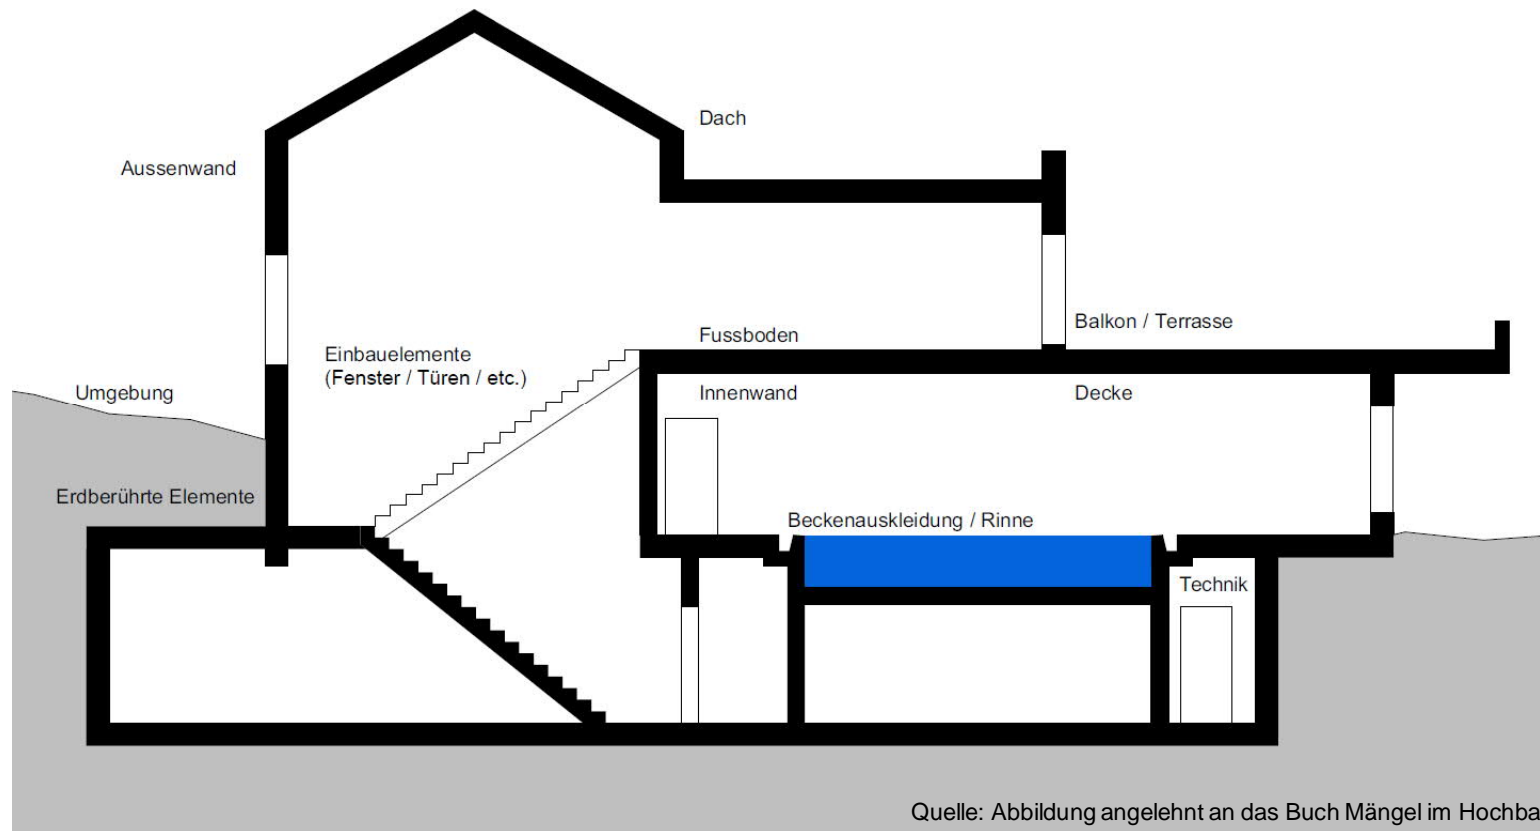 Dach
Aussenwand
Balkon / Terrasse
Fussboden
Einbauelemente
(Fenster / Türen / etc.)
Umgebung
Innenwand
Decke
Erdberührte Elemente
Beckenauskleidung / Rinne
Technik
Quelle: Abbildung angelehnt an das Buch Mängel im Hochba